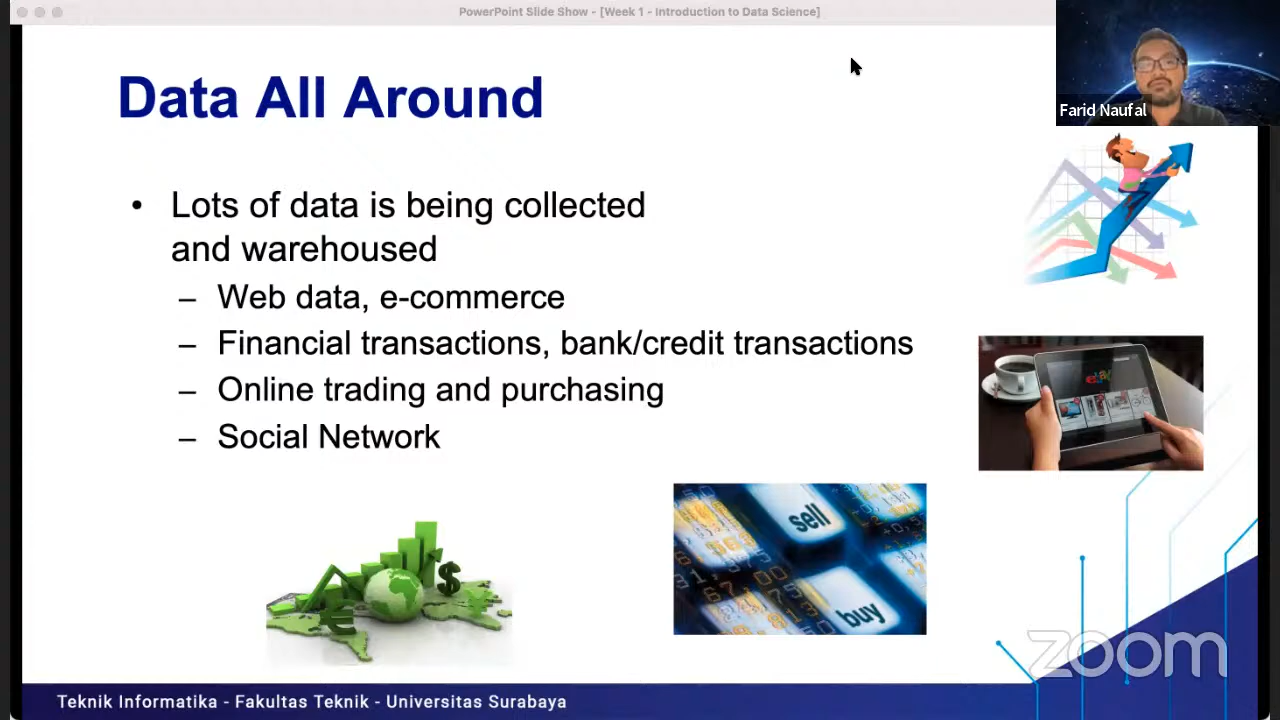 PowerPoint Slide Show - [Week 1 - Introduction to Data Science]
Farid Naufal
Data All Around
• Lots of data is being collected
and warehoused
– Web data, e-commerce
– Financial transactions, bank/credit transactions
– Online trading and purchasing
– Social Network
ebay
sell
buy
zoom
Teknik Informatika - Fakultas Teknik - Universitas Surabaya